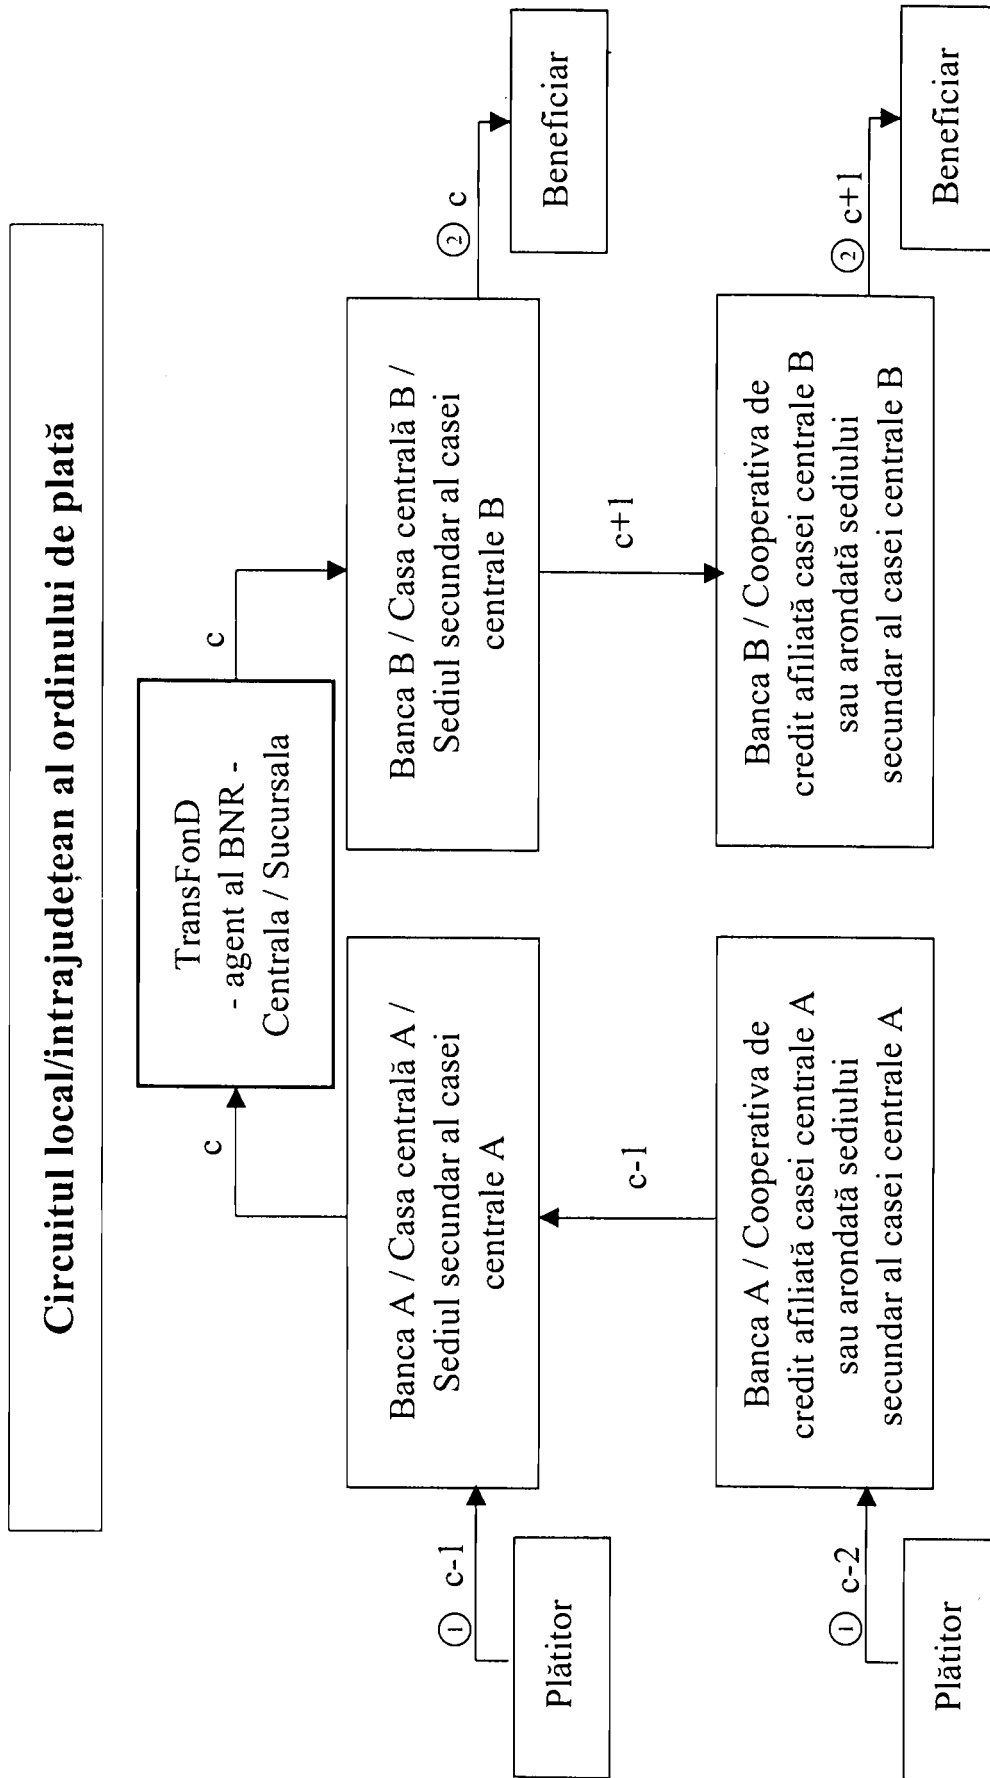 Circuitul local/intrajudețean al ordinului de plată
TransFonD
- agent al BNR -
Centrala / Sucursala
c
c
Banca A / Casa centrală A /
Sediul secundar al casei
centrale A
Banca B / Casa centrală B /
Sediul secundar al casei
centrale B
1 c-1
2 c
Plătitor
Beneficiar
c-1
c+1
Banca A / Cooperativa de
credit afiliată casei centrale A
sau arondată sediului
secundar al casei centrale A
Banca B / Cooperativa de
credit afiliată casei centrale B
sau arondată sediului
secundar al casei centrale B
1 c-2
2 c+1
Plătitor
Beneficiar